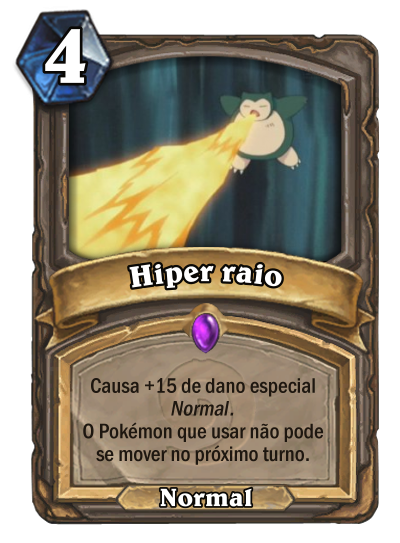 4
Hiper raio
Causa +15 de dano especial
Normal.
O Pokémon que usar não pode
se mover no próximo turno.
Normal